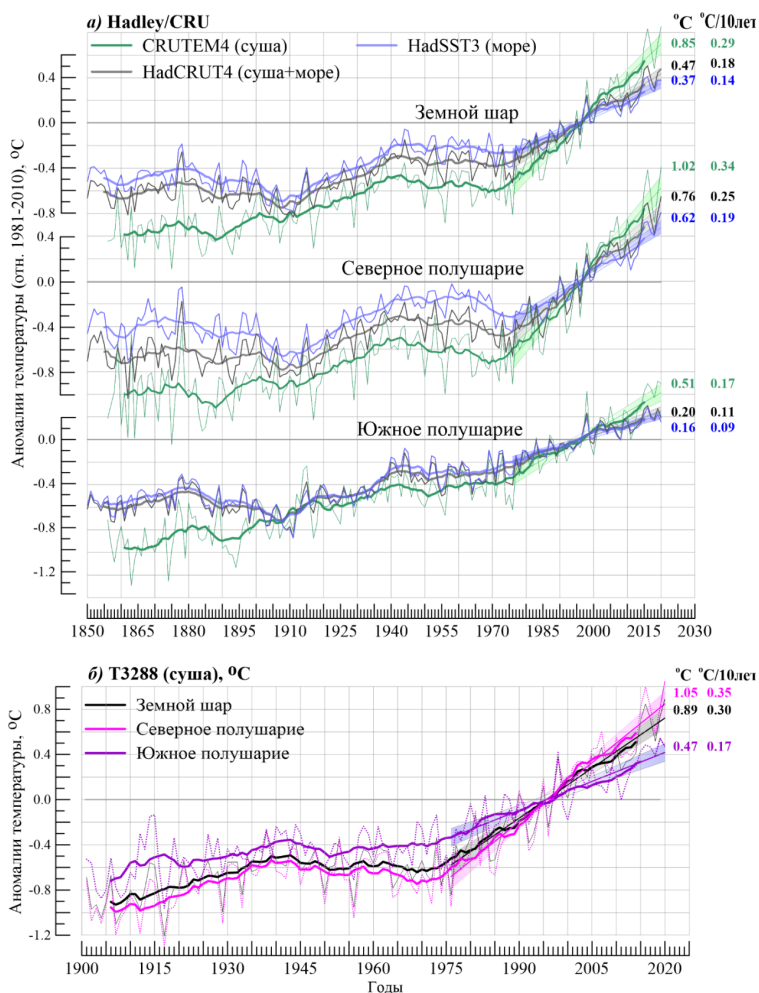 а) Hadley/CRU
°C °C/10лет
CRUTEM4 (суша)
HadSST3 (море)
0.85 0.29
HadCRUT4 (суша+море)
0.47 0.18
0.37 0.14
0.4
0.0
-0.4
-0.8
Земной шар
1.02 0.34
0.76 0.25
0.62 0.19
0.4
0.0
-0.4
-0.8
Северное полушарие
0.51 0.17
0.20 0.11
0.16 0.09
0.0
-0.4
-0.8
-1.2
Южное полушарие
Аномалии температуры (отн. 1981-2010), °C
1850 1865 1880 1895 1910 1925 1940 1955 1970 1985 2000 2015 2030
б) T3288 (суша), °C
°C °C/10лет
1.05 0.35
0.89 0.30
0.47 0.17
Земной шар
Северное полушарие
Южное полушарие
0.8
0.4
0.0
-0.4
-0.8
-1.2
Аномалии температуры, °C
1900 1915 1930 1945 1960 1975 1990 2005 2020
Годы